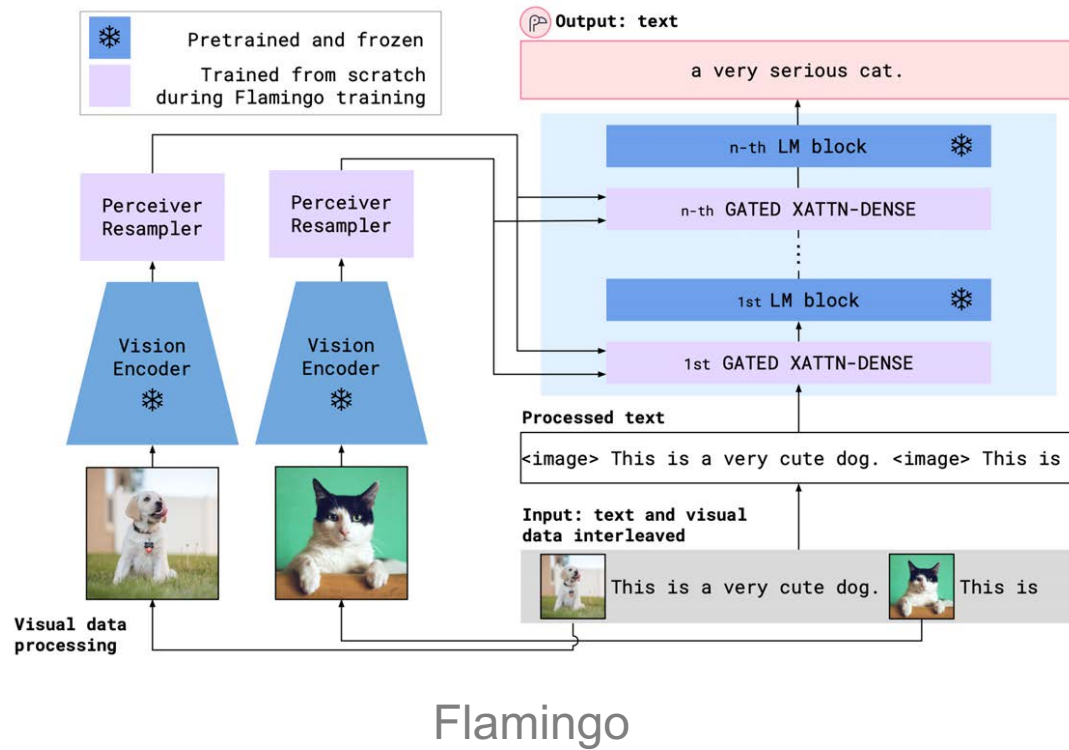 Pretrained and frozen
Trained from scratch
during Flamingo training
Output: text
a very serious cat.
n-th LM block
n-th GATED XATTN-DENSE
1st LM block
1st GATED XATTN-DENSE
Perceiver
Resampler
Perceiver
Resampler
Vision
Encoder
Vision
Encoder
Processed text
<image> This is a very cute dog. <image> This is
Input: text and visual
data interleaved
This is a very cute dog.
This is
Visual data
processing
Flamingo